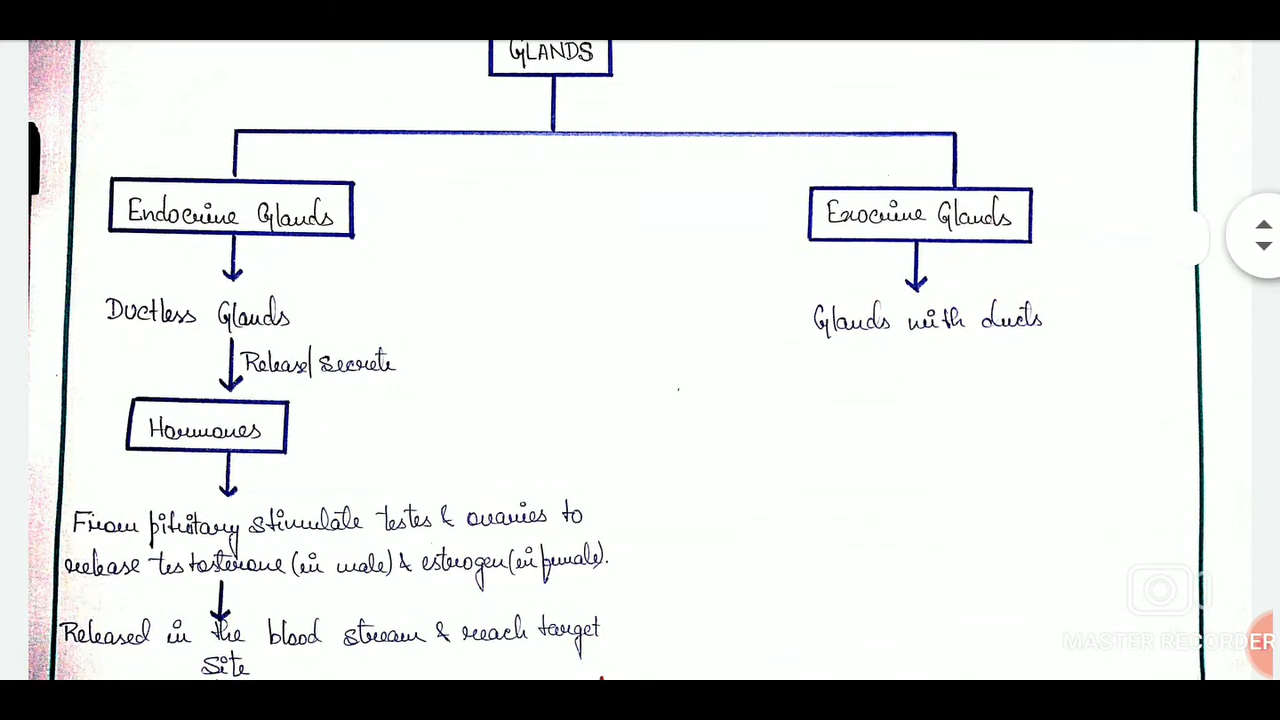 GLANDS
Endocrine Glands
Exocrine Glands
Ductless Glands
Glands with ducts
Release/secrete
Hormones
From pituitary stimulate testes & ovaries to
release testosterone (in male) & estrogen (in female).
Released in the blood stream & reach target
site
MASTER RECORDER